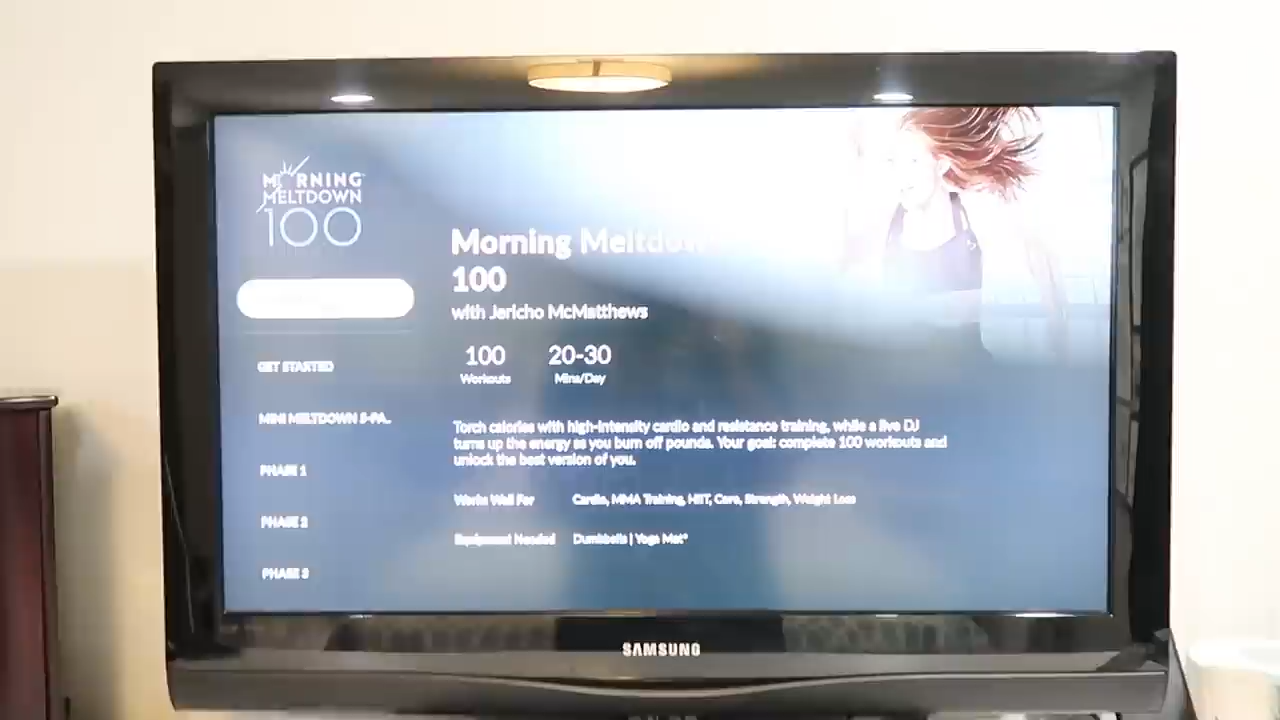 MORNING
MELTDOWN
100
Morning Meltdown
100
with Jericho McMatthews
100
20-30
Workouts
Mins/Day
GET STARTED
MINI MELTDOWN 5-PA..
PHASE 1
PHASE 2
PHASE 3
Torch calories with high-intensity cardio and resistance training, while a live DJ
turns up the energy as you burn off pounds. Your goal: complete 100 workouts and
unlock the best version of you.
Works Well For
Cardio, MMA Training, HIIT, Core, Strength, Weight Loss
Equipment Needed
Dumbbells | Yoga Mat*
SAMSUNG